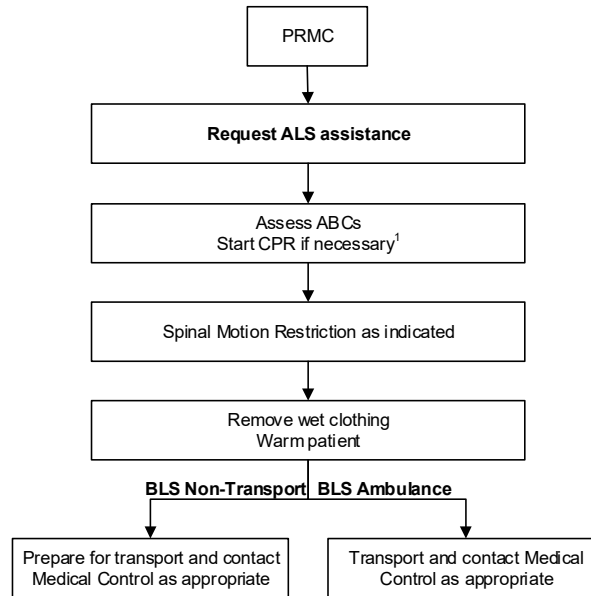 PRMC
Request ALS assistance
Assess ABCs
Start CPR if necessary1
Spinal Motion Restriction as indicated
Remove wet clothing
Warm patient
BLS Non-Transport
BLS Ambulance
Prepare for transport and contact
Medical Control as appropriate
Transport and contact Medical
Control as appropriate